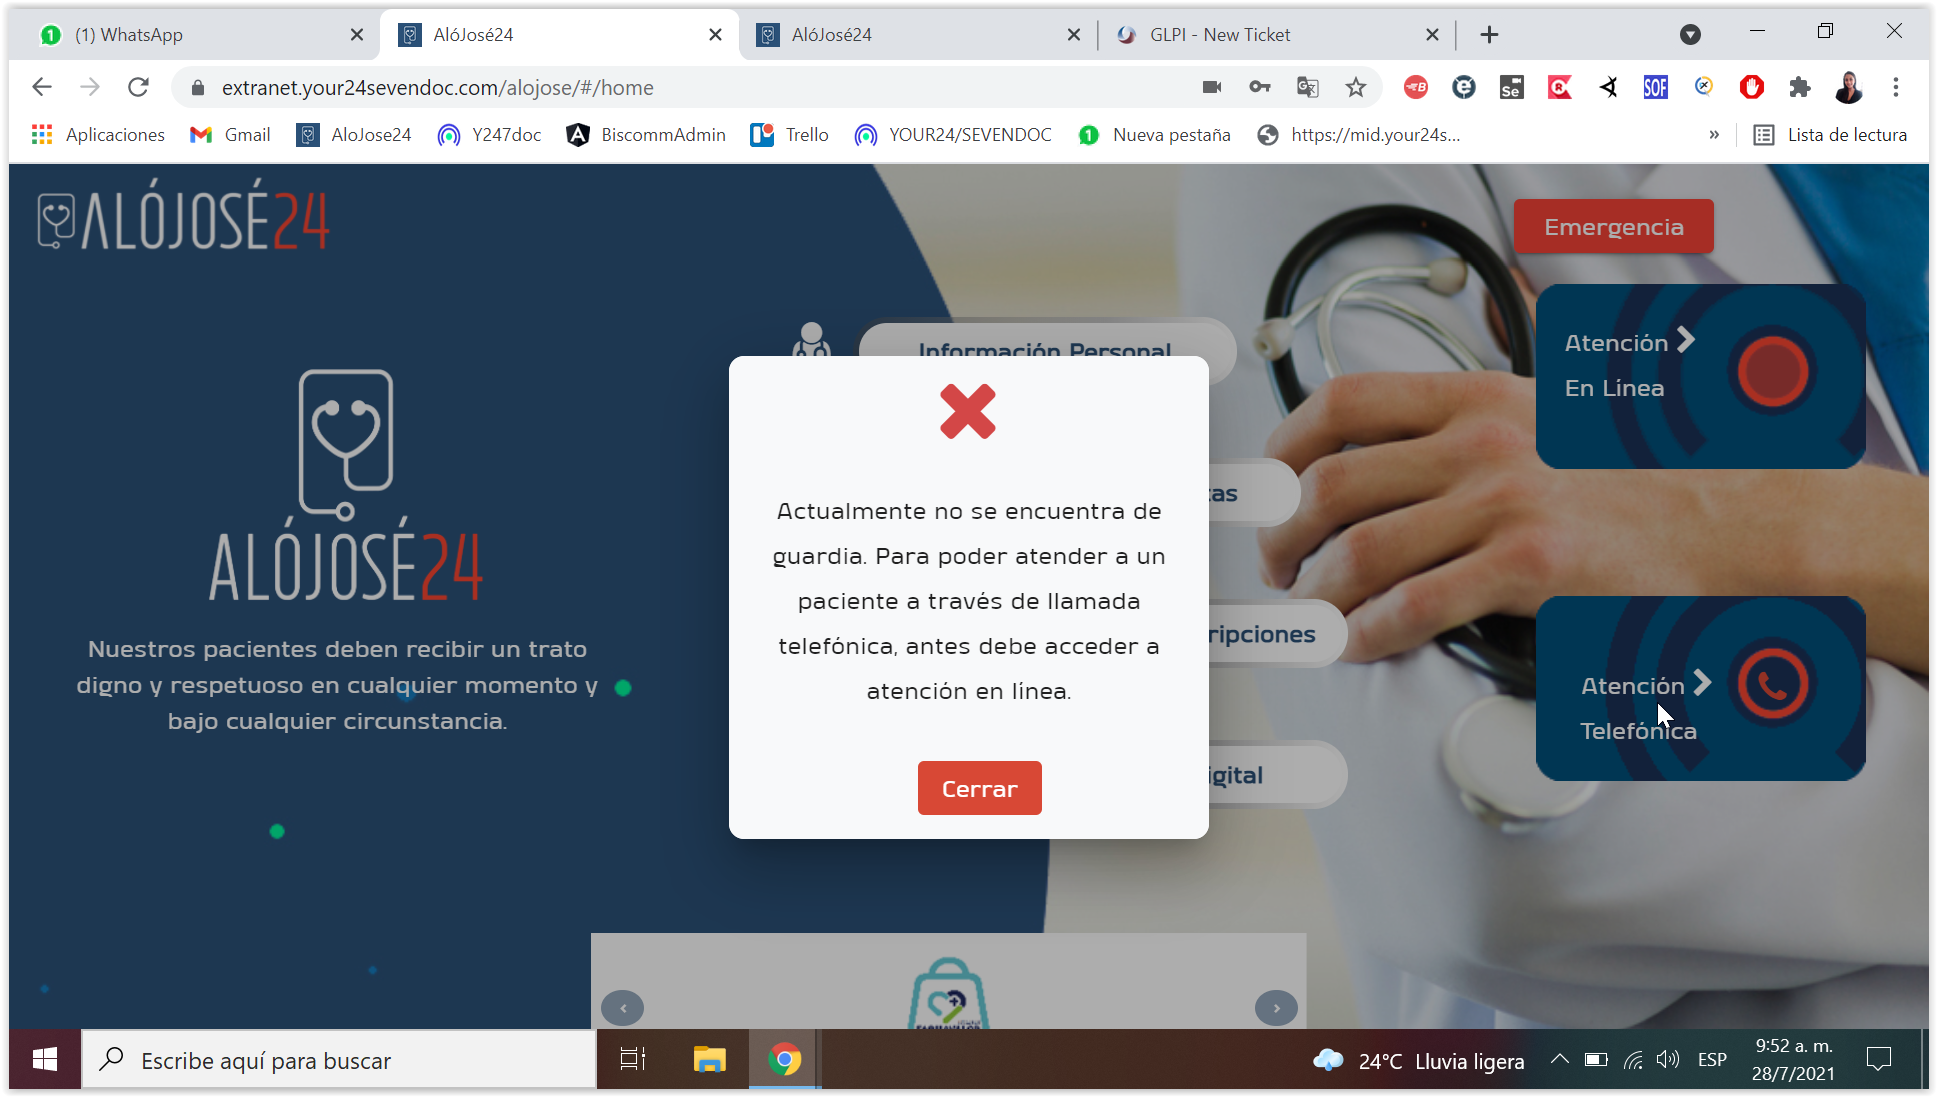 (1) WhatsApp
AlóJosé24
AlóJosé24
GLPI - New Ticket
extranet.your24sevendoc.com/alojose/#/home
Se
SOF
Aplicaciones
Gmail
AloJose24
Y247doc
BiscommAdmin
Trello
YOUR24/SEVENDOC
Nueva pestaña
https://mid.your24s...
»
Lista de lectura
ALÓJOSÉ24
Emergencia
Información Personal
Atención
En Línea
ALÓJOSÉ24
Nuestros pacientes deben recibir un trato
digno y respetuoso en cualquier momento y
bajo cualquier circunstancia.
Actualmente no se encuentra de
guardia. Para poder atender a un
paciente a través de llamada
telefónica, antes debe acceder a
atención en línea.
Cerrar
tas
ripciones
igital
Atención
Telefónica
Escribe aquí para buscar
24°C Lluvia ligera
ESP
9:52 a. m.
28/7/2021